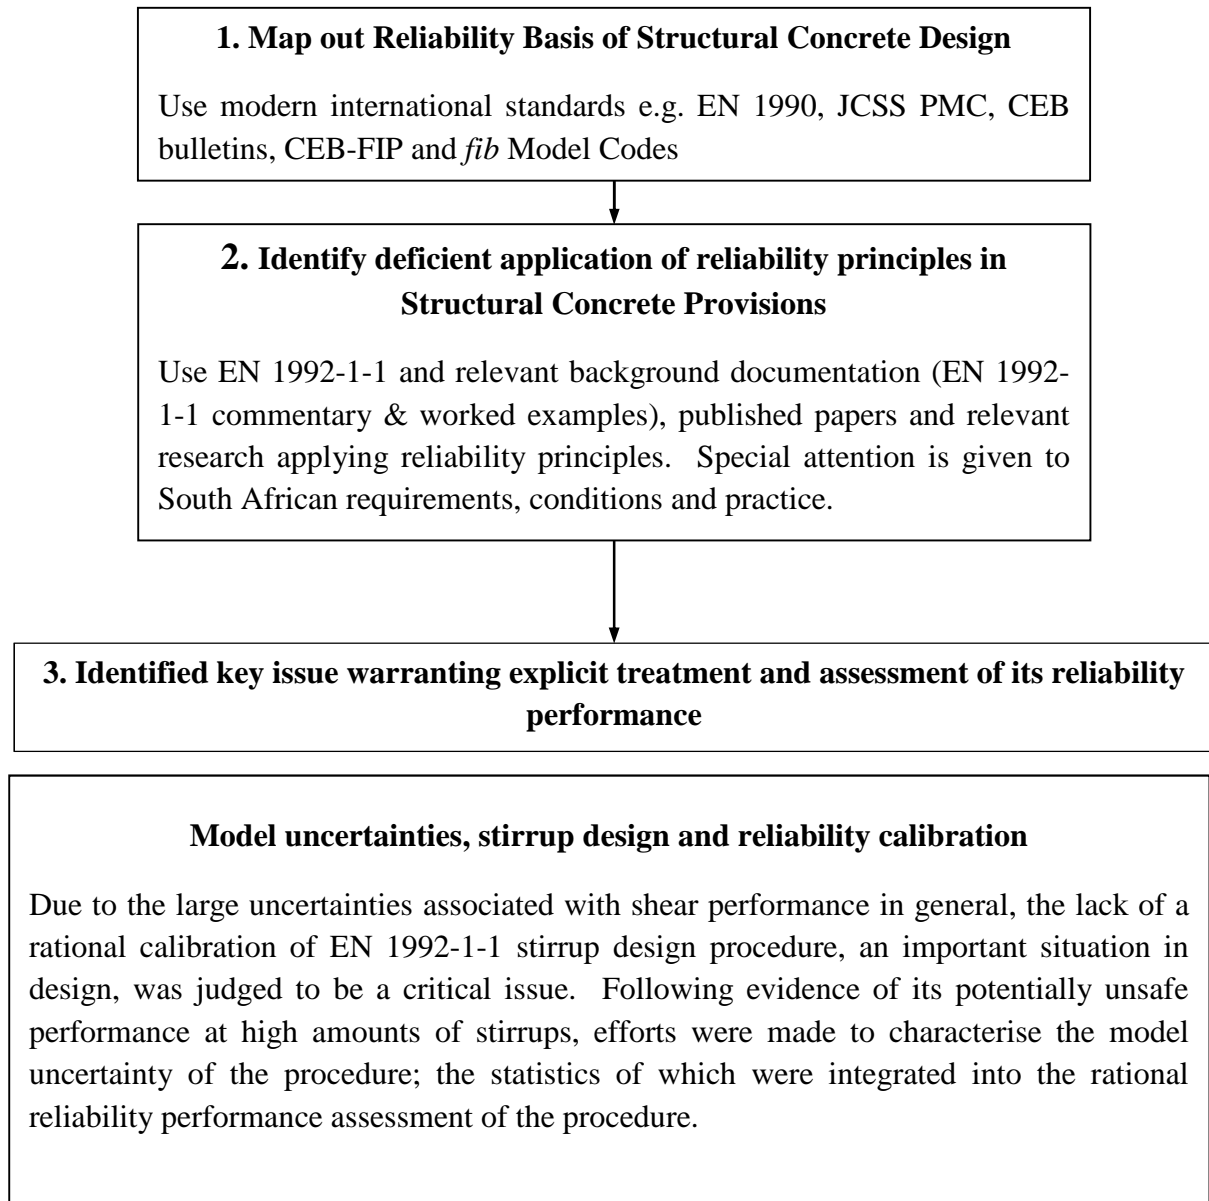 1. Map out Reliability Basis of Structural Concrete Design
Use modern international standards e.g. EN 1990, JCSS PMC, CEB
bulletins, CEB-FIP and fib Model Codes
2. Identify deficient application of reliability principles in
Structural Concrete Provisions
Use EN 1992-1-1 and relevant background documentation (EN 1992-
1-1 commentary & worked examples), published papers and relevant
research applying reliability principles. Special attention is given to
South African requirements, conditions and practice.
3. Identified key issue warranting explicit treatment and assessment of its reliability
performance
Model uncertainties, stirrup design and reliability calibration
Due to the large uncertainties associated with shear performance in general, the lack of a
rational calibration of EN 1992-1-1 stirrup design procedure, an important situation in
design, was judged to be a critical issue. Following evidence of its potentially unsafe
performance at high amounts of stirrups, efforts were made to characterise the model
uncertainty of the procedure; the statistics of which were integrated into the rational
reliability performance assessment of the procedure.